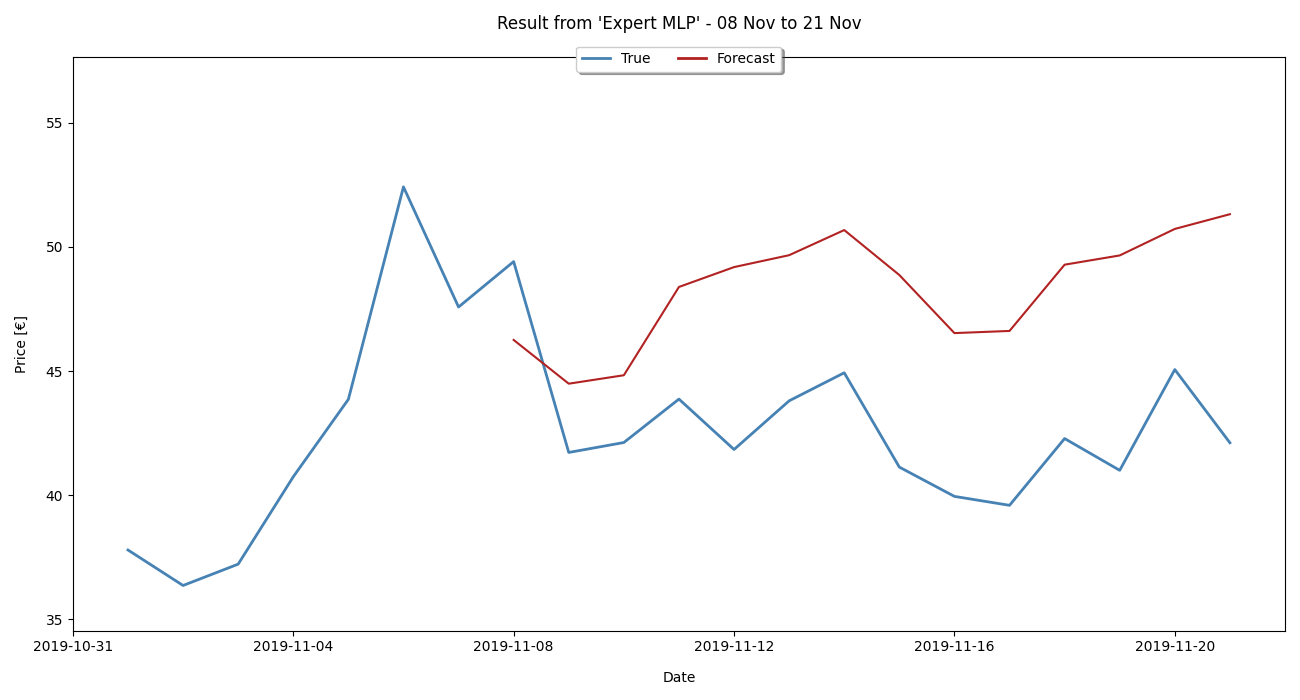 Result from 'Expert MLP' - 08 Nov to 21 Nov
True Forecast
55
50
45
40
35
Price [€]
2019-10-31 2019-11-04 2019-11-08 2019-11-12 2019-11-16 2019-11-20
Date